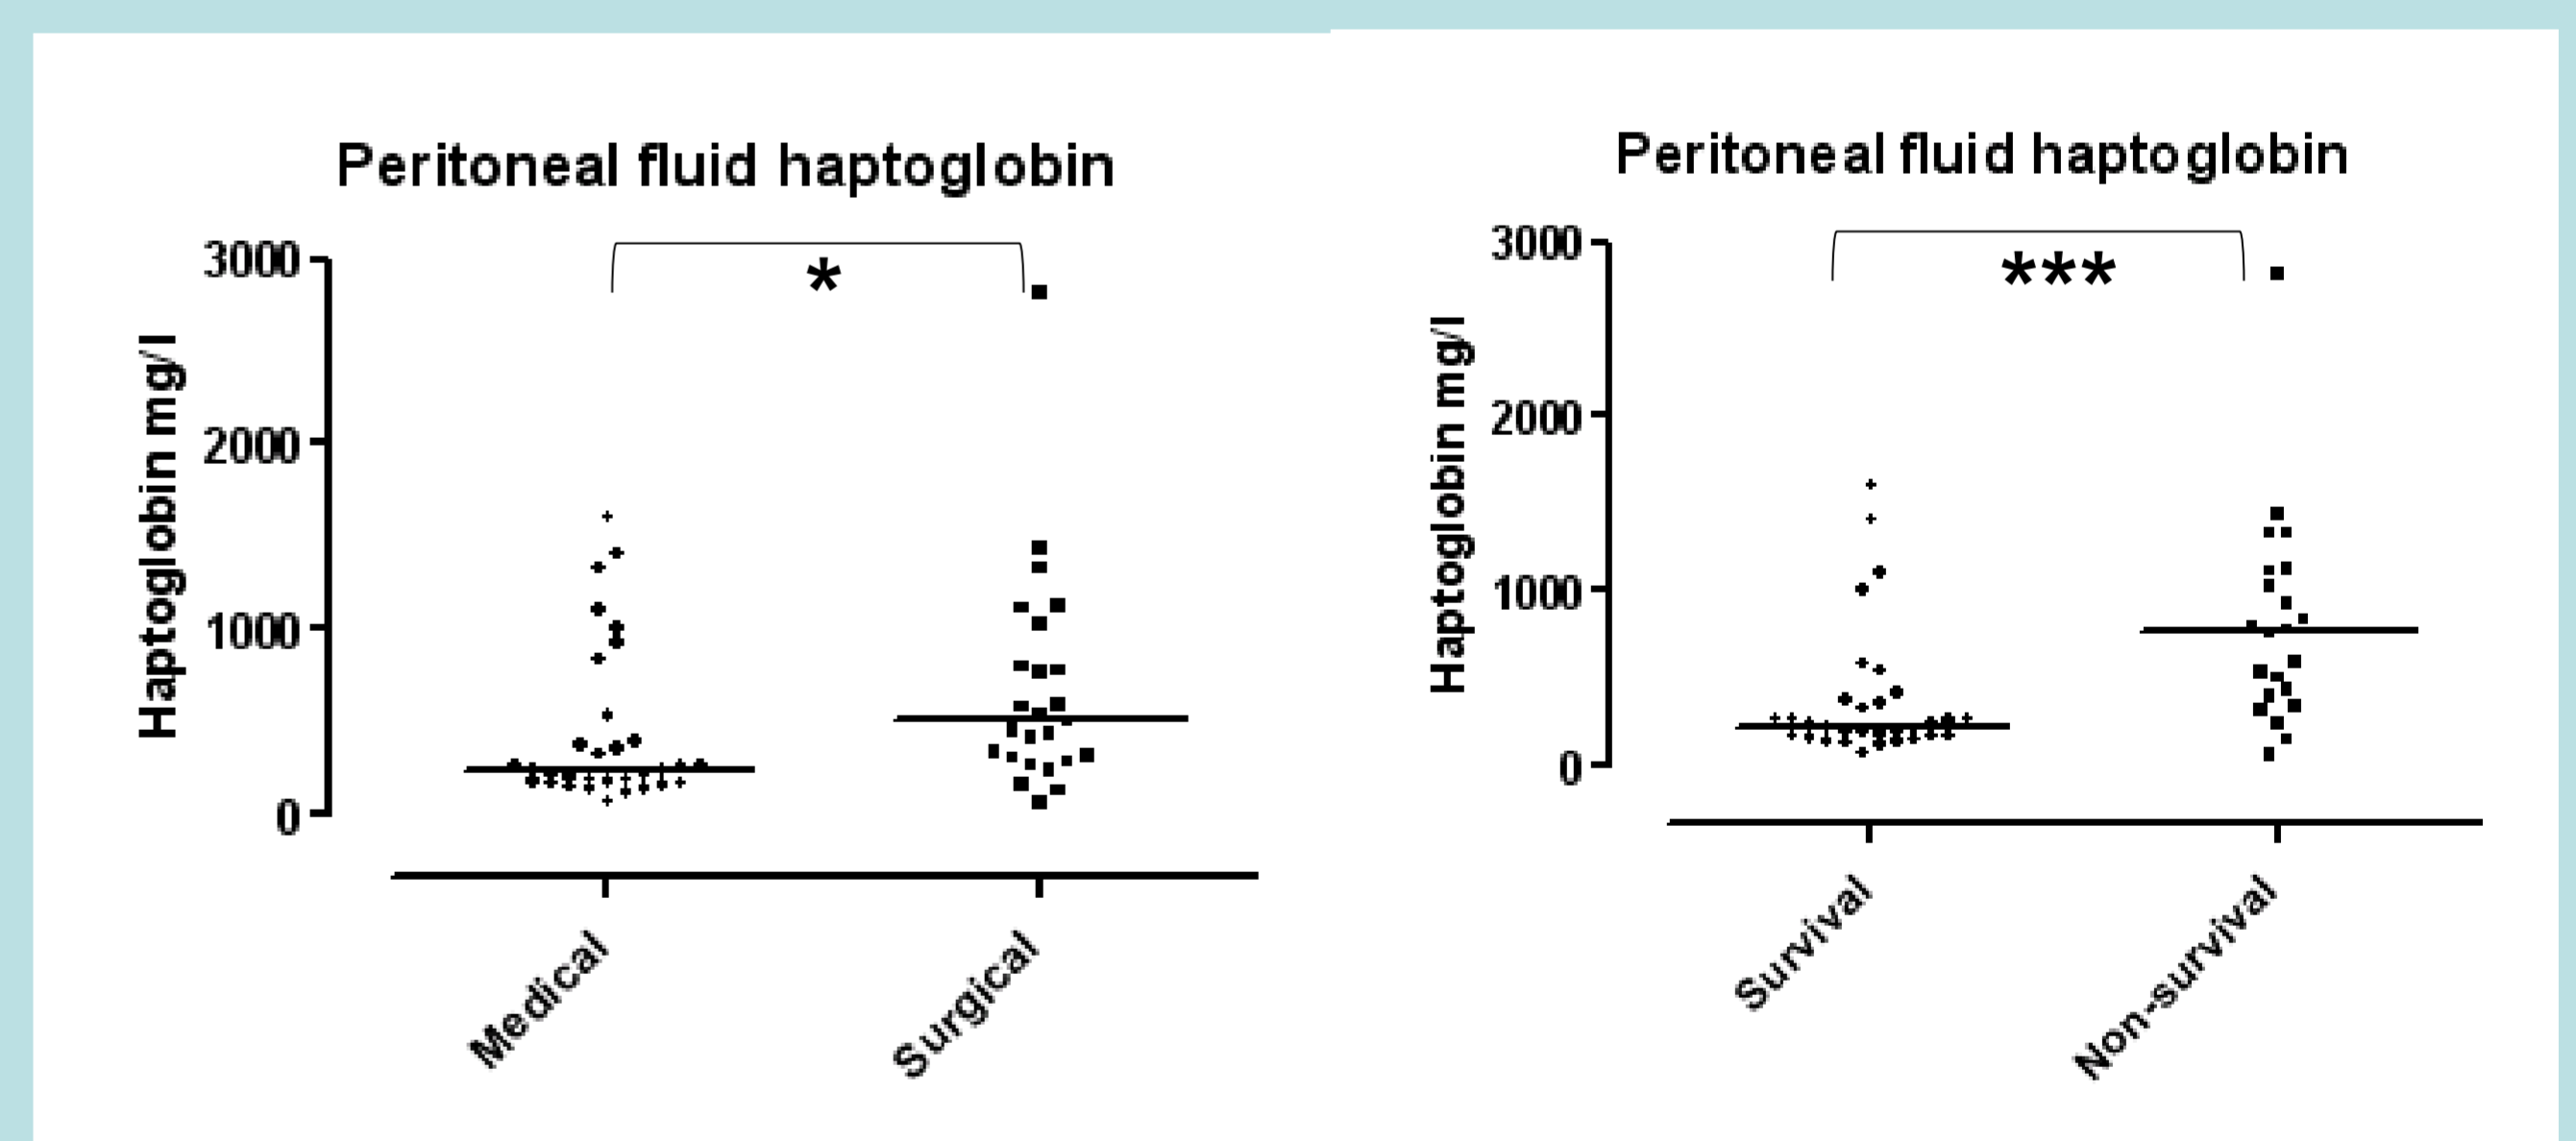 Peritoneal fluid haptoglobin
*
Haptoglobin mg/l
3000
2000
1000
0
Medical
Surgical
Peritoneal fluid haptoglobin
***
Haptoglobin mg/l
3000
2000
1000
0
Survival
Non-survival